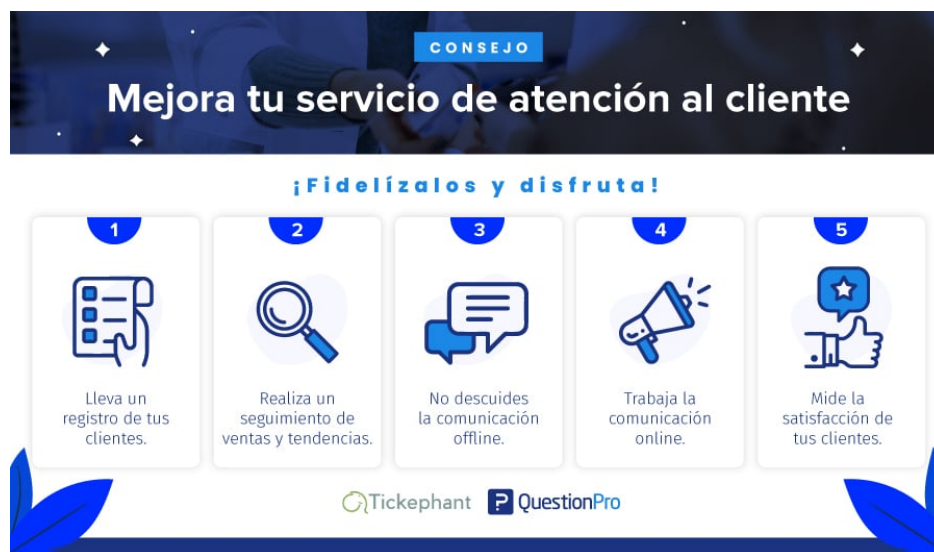 CONSEJO
Mejora tu servicio de atención al cliente
¡Fidelízalos y disfruta!
1
Lleva un
registro de tus
clientes.
2
Realiza un
seguimiento de
ventas y tendencias.
3
No descuides
la comunicación
offline.
4
Trabaja la
comunicación
online.
5
Mide la
satisfacción de
tus clientes.
Tickephant
QuestionPro